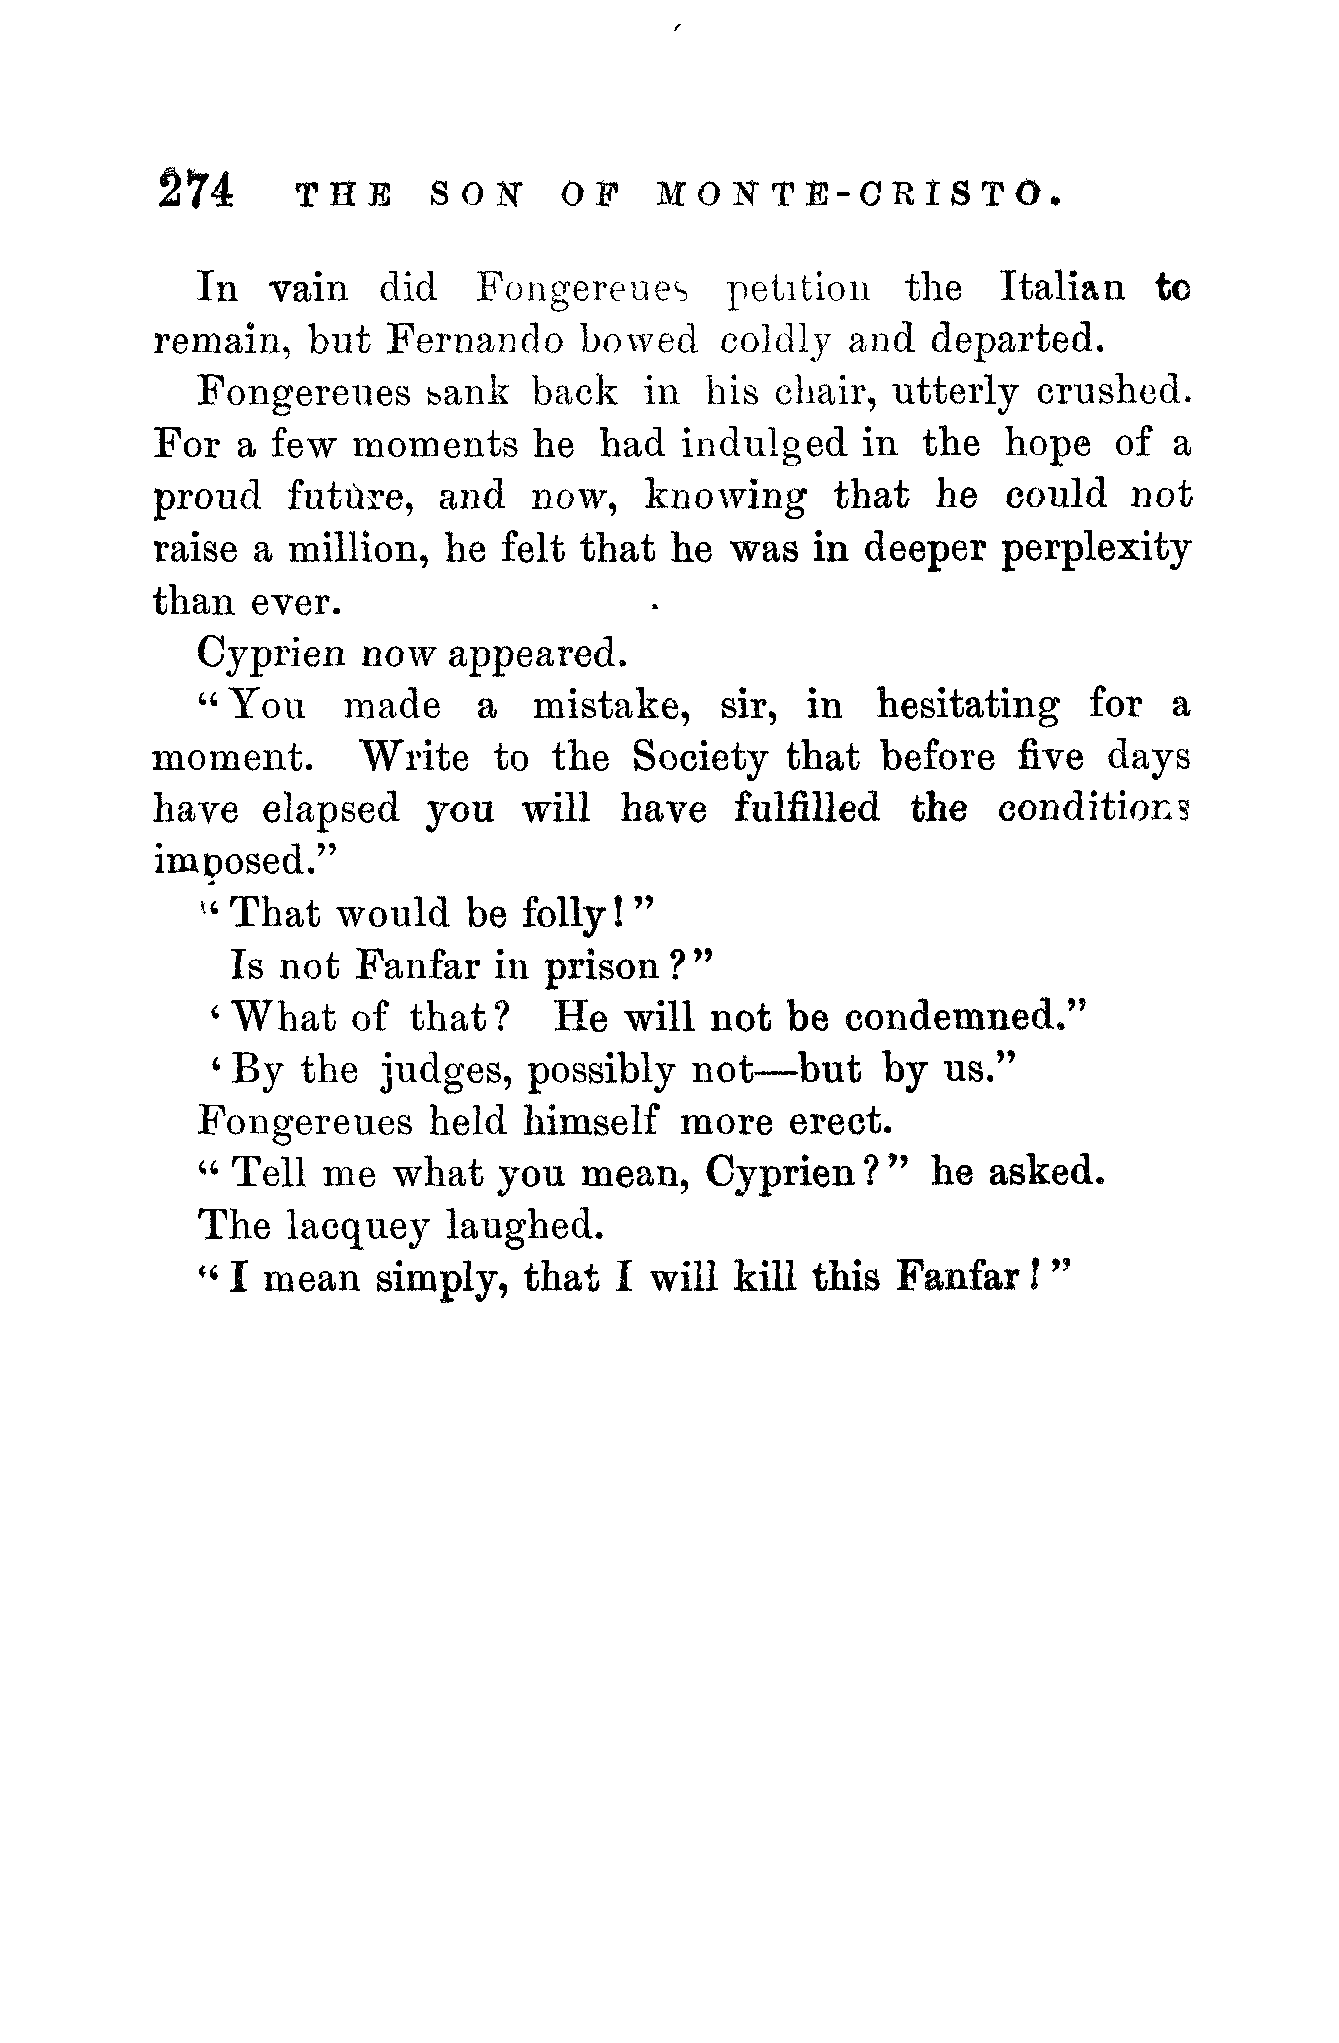 274 THE SON OF MONTE-CRISTO.
In vain did Fongereues petition the Italian to
remain, but Fernando bowed coldly and departed.
Fongereues sank back in his chair, utterly crushed.
For a few moments he had indulged in the hope of a
proud future, and now, knowing that he could not
raise a million, he felt that he was in deeper perplexity
than ever.
Cyprien now appeared.
“You made a mistake, sir, in hesitating for a
moment. Write to the Society that before five days
have elapsed you will have fulfilled the conditions
imposed.”
“That would be folly!”
Is not Fanfar in prison?”
‘What of that? He will not be condemned.”
‘By the judges, possibly not—but by us.”
Fongereues held himself more erect.
“Tell me what you mean, Cyprien?” he asked.
The lacquey laughed.
“I mean simply, that I will kill this Fanfar!”